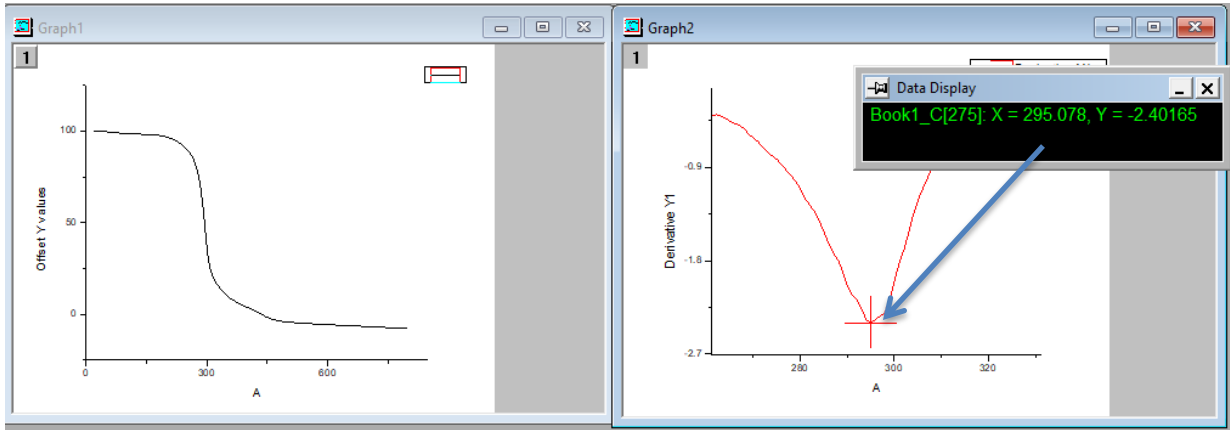 Graph1
1
100
50
0
Offset Y values
0
300
600
A
Graph2
1
Data Display
Book1_C[275]: X = 295.078, Y = -2.40165
-0.9
-1.8
-2.7
Derivative Y1
280
300
320
A